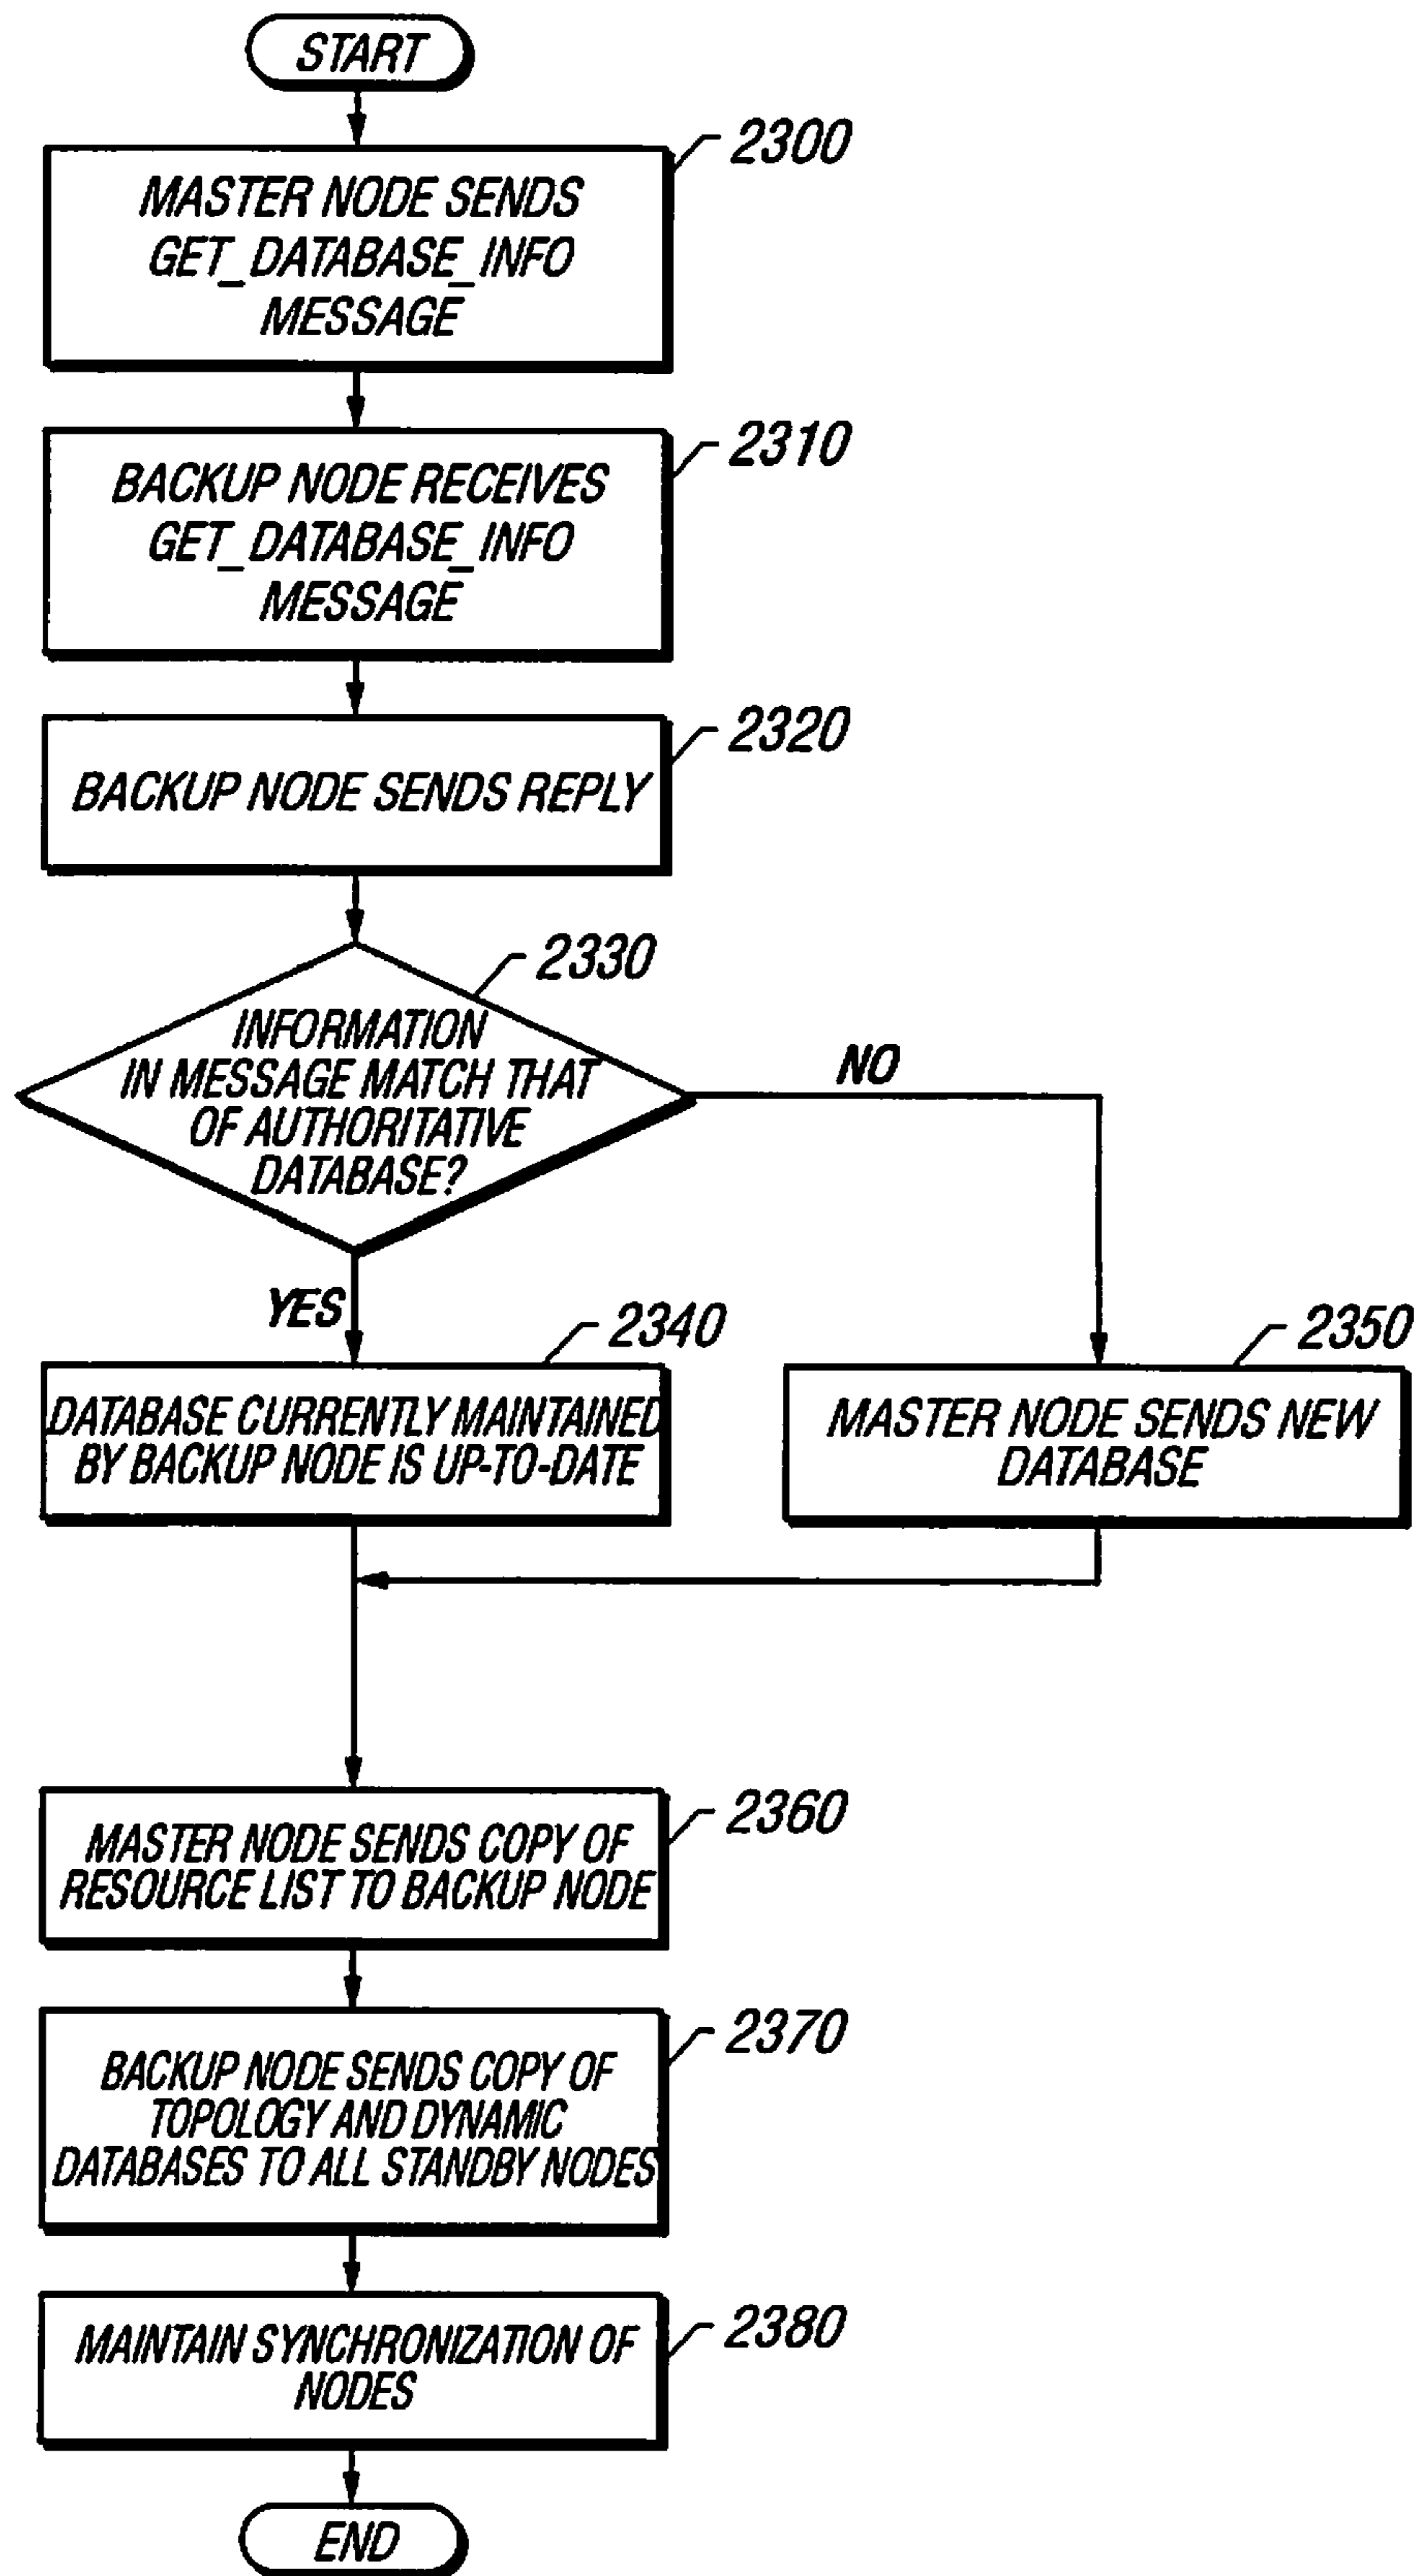 START
2300
MASTER NODE SENDS
GET_DATABASE_INFO
MESSAGE
2310
BACKUP NODE RECEIVES
GET_DATABASE_INFO
MESSAGE
2320
BACKUP NODE SENDS REPLY
2330
INFORMATION
IN MESSAGE MATCH THAT
OF AUTHORITATIVE
DATABASE?
NO
YES
2340
DATABASE CURRENTLY MAINTAINED
BY BACKUP NODE IS UP-TO-DATE
2350
MASTER NODE SENDS NEW
DATABASE
2360
MASTER NODE SENDS COPY OF
RESOURCE LIST TO BACKUP NODE
2370
BACKUP NODE SENDS COPY OF
TOPOLOGY AND DYNAMIC
DATABASES TO ALL STANDBY NODES
2380
MAINTAIN SYNCHRONIZATION OF
NODES
END